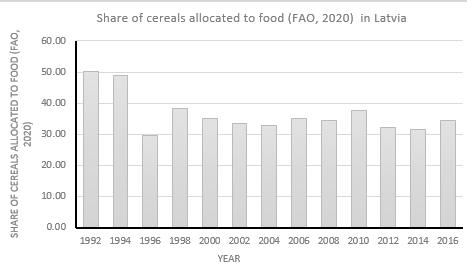 Share of cereals allocated to food (FAO, 2020)  in Latvia
SHARE OF CEREALS ALLOCATED TO FOOD (FAO,
2020)
60.00
50.00
40.00
30.00
20.00
10.00
0.00
1992 1994 1996 1998 2000 2002 2004 2006 2008 2010 2012 2014 2016
YEAR